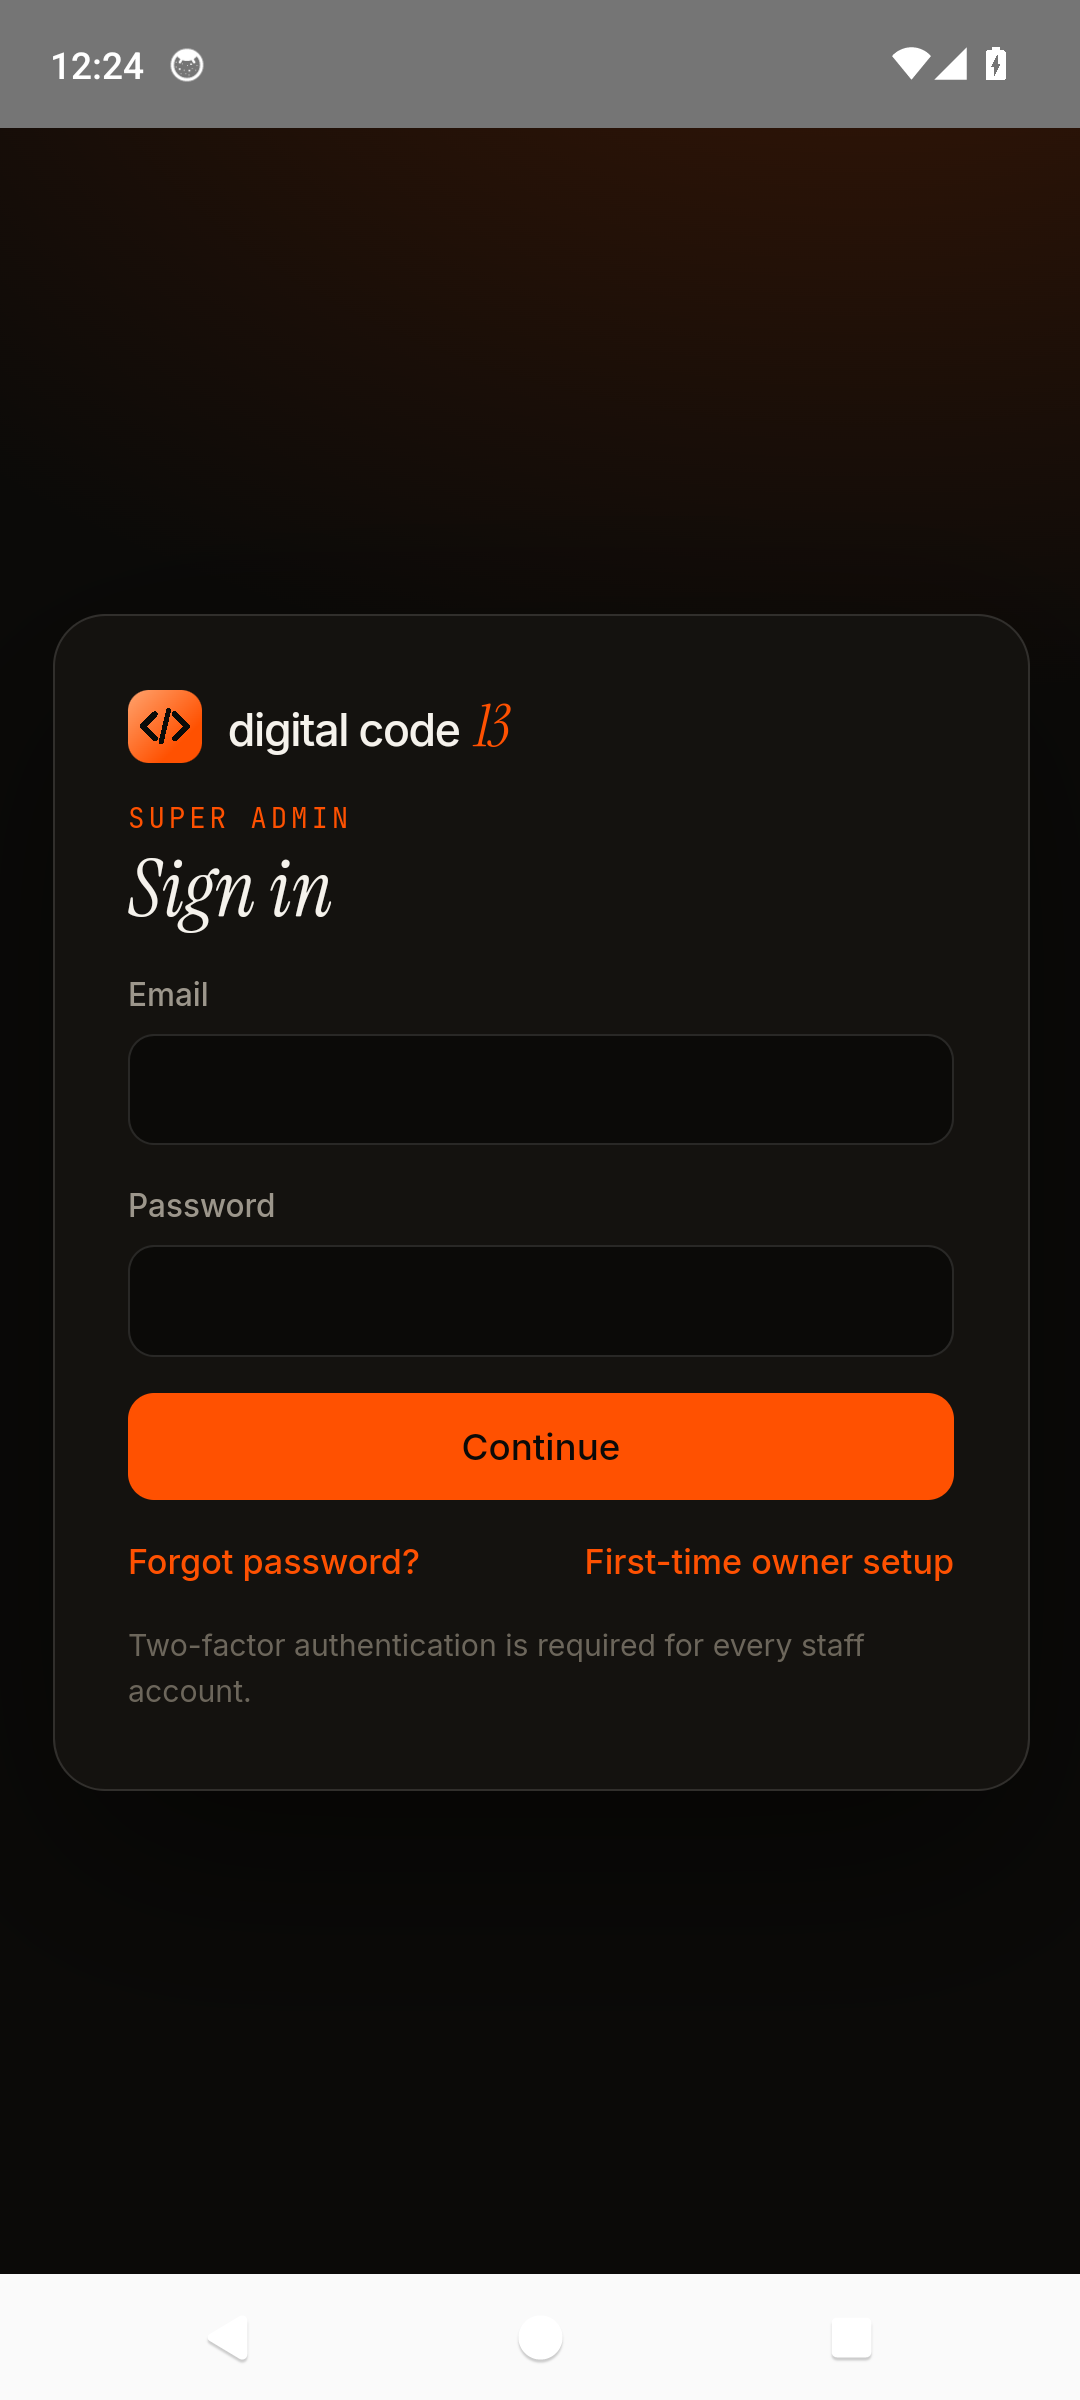 12:24
digital code 13
SUPER ADMIN
Sign in
Email
Password
Continue
Forgot password? First-time owner setup
Two-factor authentication is required for every staff
account.